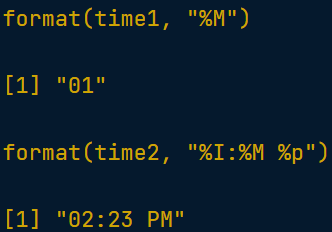 format(time1, "%M")
[1] "01"
format(time2, "%I:%M %p")
[1] "02:23 PM"